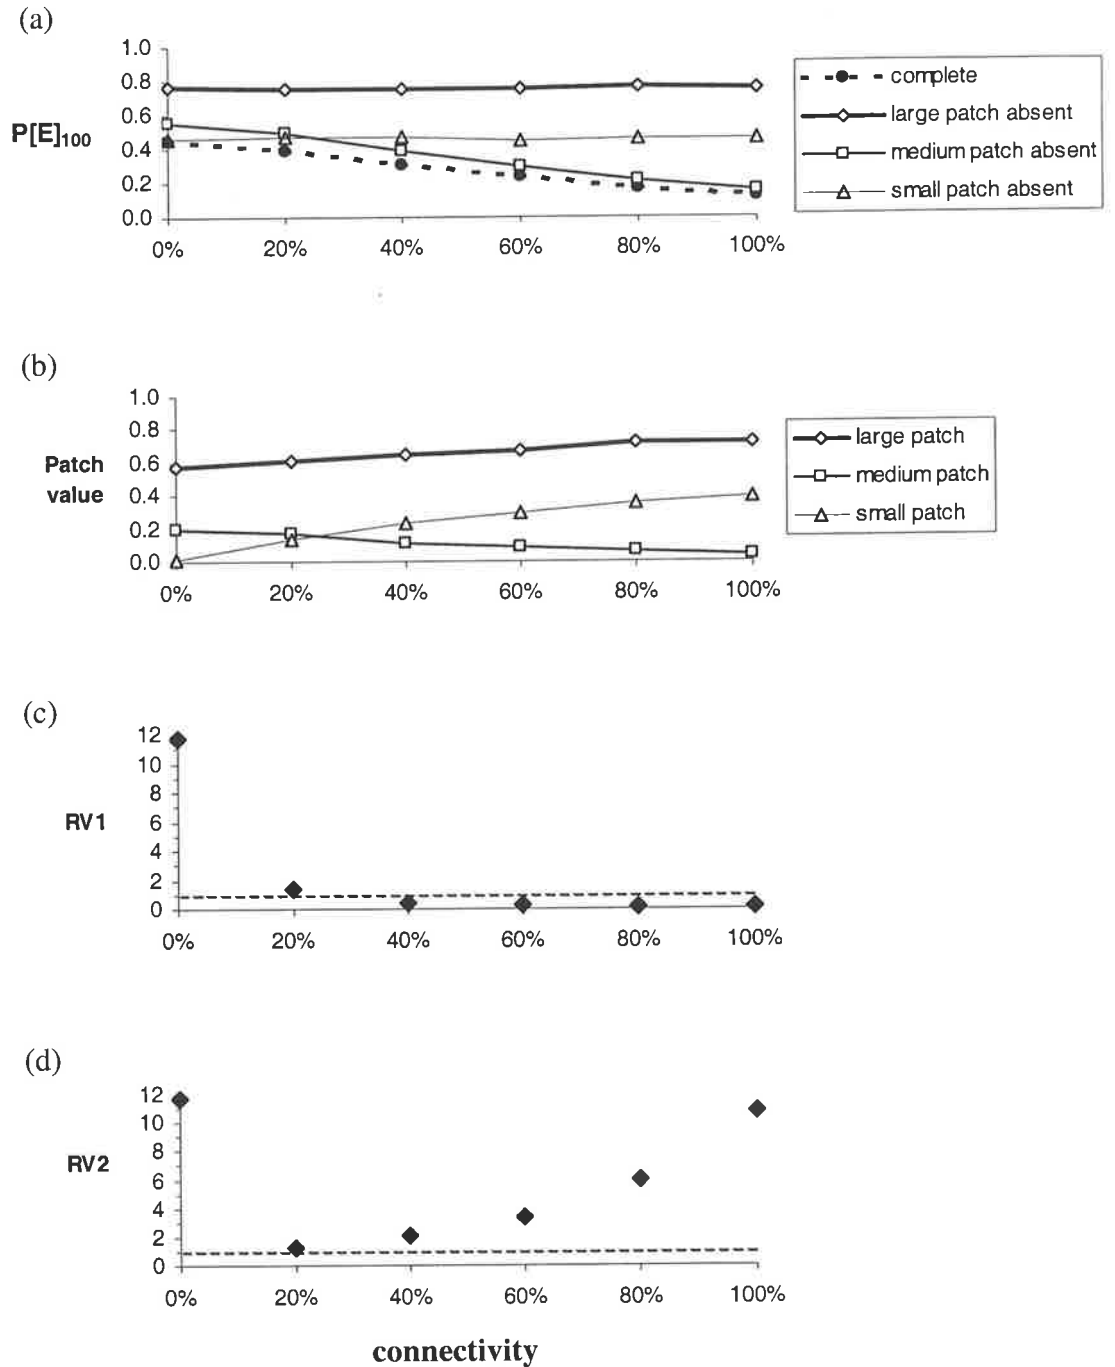 (a)
1.0
0.8
0.6
0.4
0.2
0.0
P[E]100
0% 20% 40% 60% 80% 100%
complete
large patch absent
medium patch absent
small patch absent
(b)
1.0
0.8
0.6
0.4
0.2
0.0
Patch
value
0% 20% 40% 60% 80% 100%
large patch
medium patch
small patch
(c)
12
10
8
6
4
2
0
RV1
0% 20% 40% 60% 80% 100%
(d)
12
10
8
6
4
2
0
RV2
0% 20% 40% 60% 80% 100%
connectivity